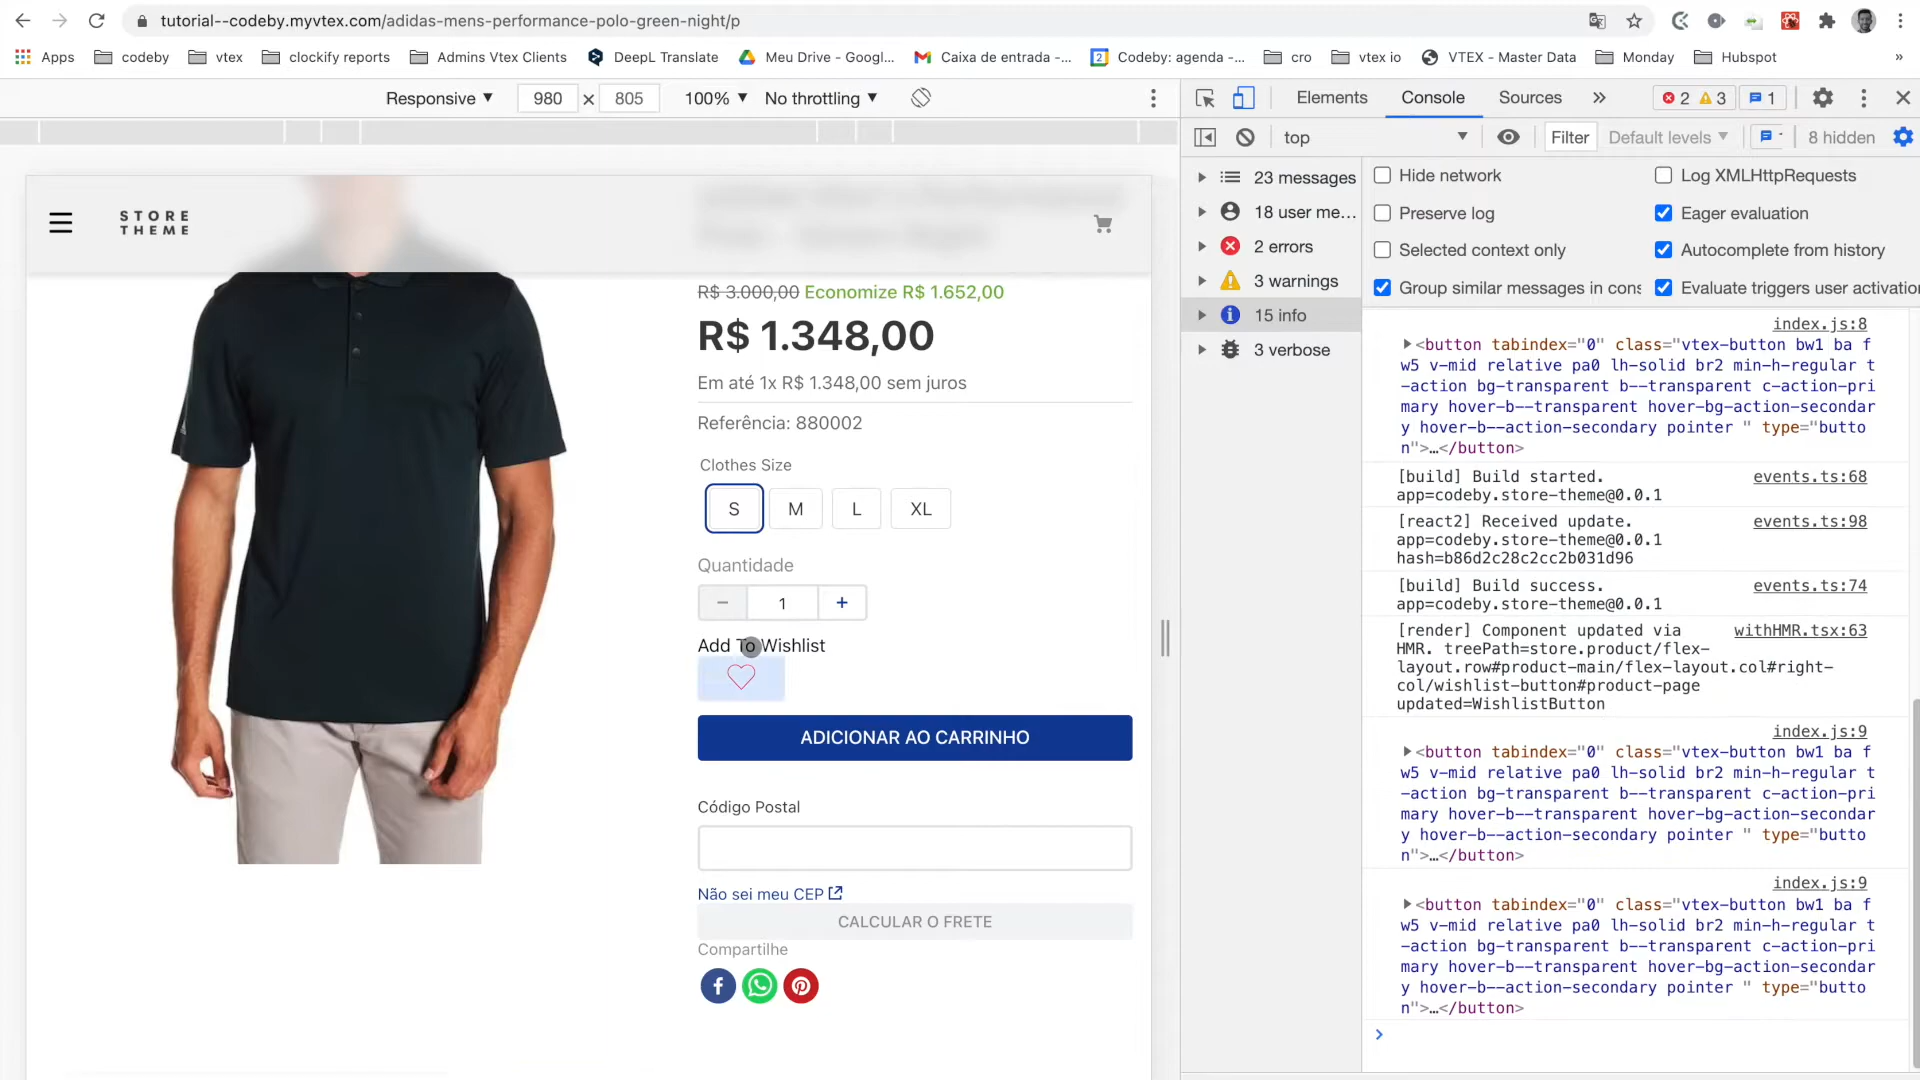 tutorial--codeby.myvtex.com/adidas-mens-performance-polo-green-night/p
Apps codeby vtex clockify reports Admins Vtex Clients DeepL Translate Meu Drive - Googl... Caixa de entrada -... Codeby: agenda -... cro vtex io VTEX - Master Data Monday Hubspot »
Responsive 980 × 805 100% No throttling
Elements Console Sources » 2 3 1
top Filter Default levels 8 hidden
STORE
THEME
R$ 3.000,00 Economize R$ 1.652,00
R$ 1.348,00
Em até 1x R$ 1.348,00 sem juros
Referência: 880002
Clothes Size
S M L XL
Quantidade
− 1 +
Add To Wishlist
ADICIONAR AO CARRINHO
Código Postal
Não sei meu CEP
CALCULAR O FRETE
Compartilhe
23 messages
18 user me...
2 errors
3 warnings
15 info
3 verbose
Hide network Log XMLHttpRequests
Preserve log Eager evaluation
Selected context only Autocomplete from history
Group similar messages in cons Evaluate triggers user activation
index.js:8
<button tabindex="0" class="vtex-button bw1 ba f
w5 v-mid relative pa0 lh-solid br2 min-h-regular t
-action bg-transparent b--transparent c-action-pri
mary hover-b--transparent hover-bg-action-secondar
y hover-b--action-secondary pointer " type="butto
n">…</button>
[build] Build started. events.ts:68
app=codeby.store-theme@0.0.1
[react2] Received update. events.ts:98
app=codeby.store-theme@0.0.1
hash=b86d2c28c2cc2b031d96
[build] Build success. events.ts:74
app=codeby.store-theme@0.0.1
[render] Component updated via withHMR.tsx:63
HMR. treePath=store.product/flex-
layout.row#product-main/flex-layout.col#right-
col/wishlist-button#product-page
updated=WishlistButton
index.js:9
<button tabindex="0" class="vtex-button bw1 ba f
w5 v-mid relative pa0 lh-solid br2 min-h-regular t
-action bg-transparent b--transparent c-action-pri
mary hover-b--transparent hover-bg-action-secondar
y hover-b--action-secondary pointer " type="butto
n">…</button>
index.js:9
<button tabindex="0" class="vtex-button bw1 ba f
w5 v-mid relative pa0 lh-solid br2 min-h-regular t
-action bg-transparent b--transparent c-action-pri
mary hover-b--transparent hover-bg-action-secondar
y hover-b--action-secondary pointer " type="butto
n">…</button>